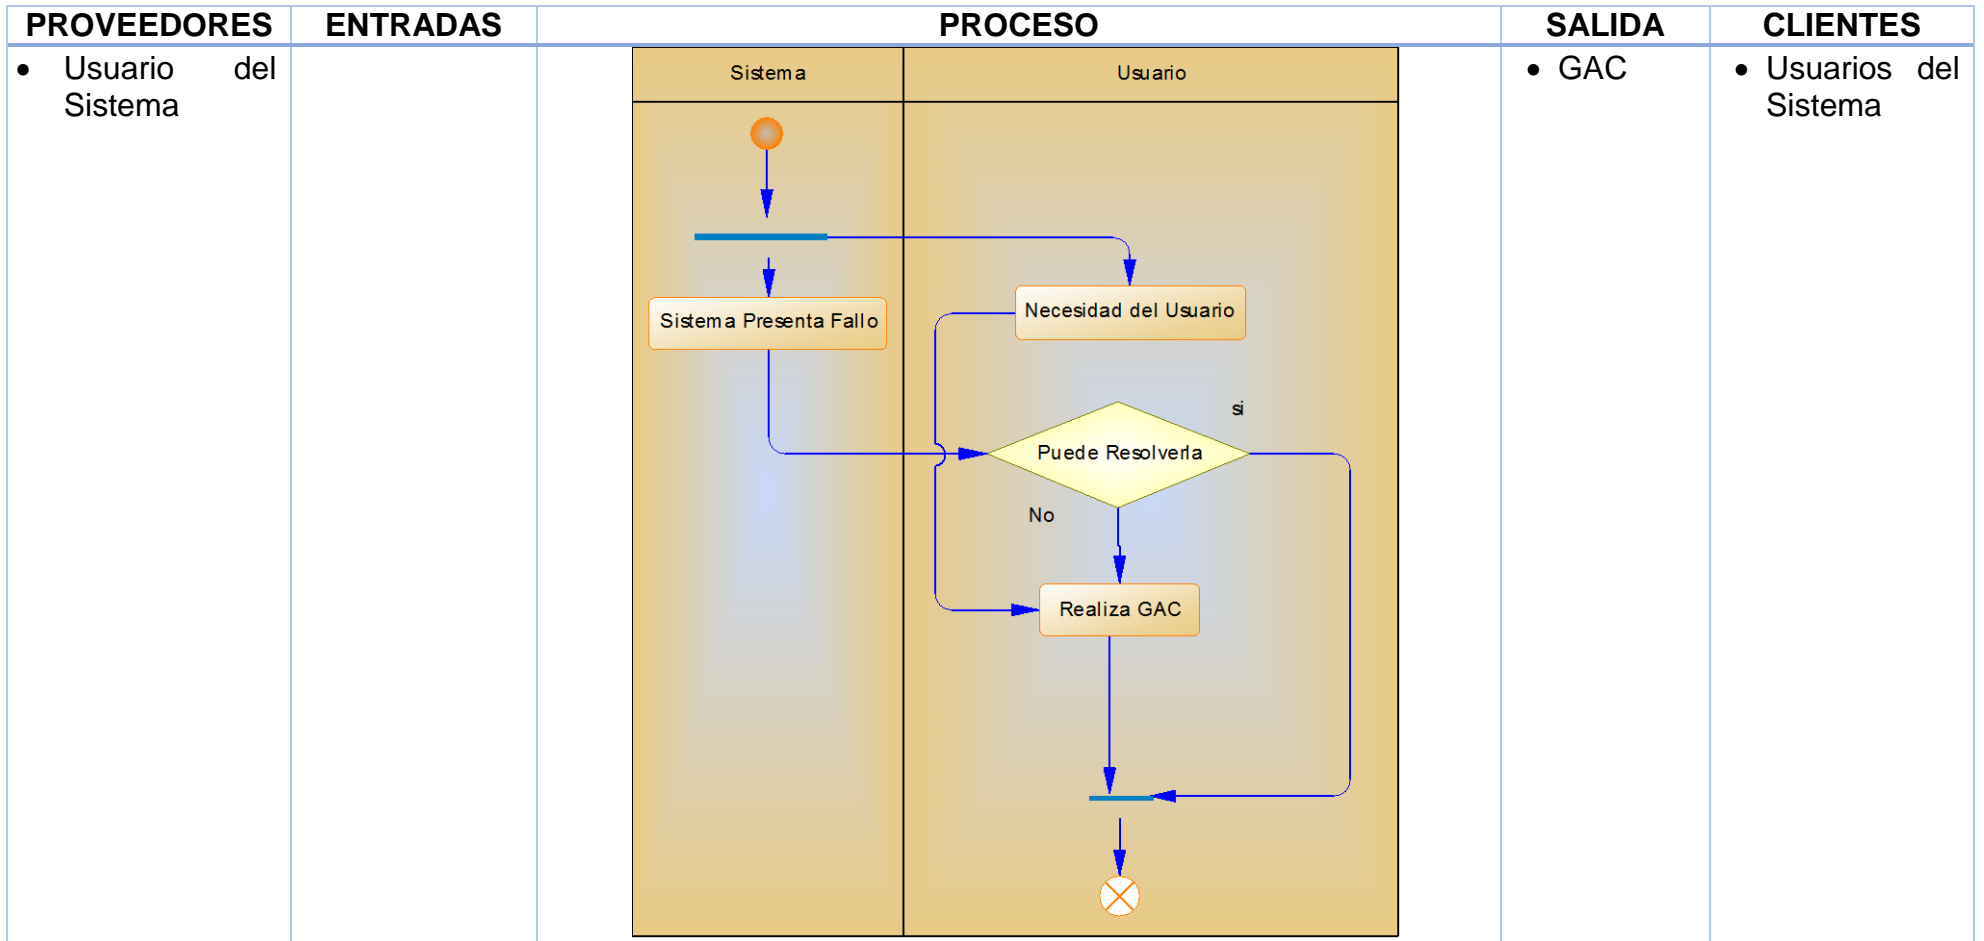 PROVEEDORES ENTRADAS PROCESO SALIDA CLIENTES
• Usuario del
Sistema
Sistema Usuario
Sistema Presenta Fallo
Necesidad del Usuario
si
Puede Resolverla
No
Realiza GAC
• GAC
• Usuarios del
Sistema